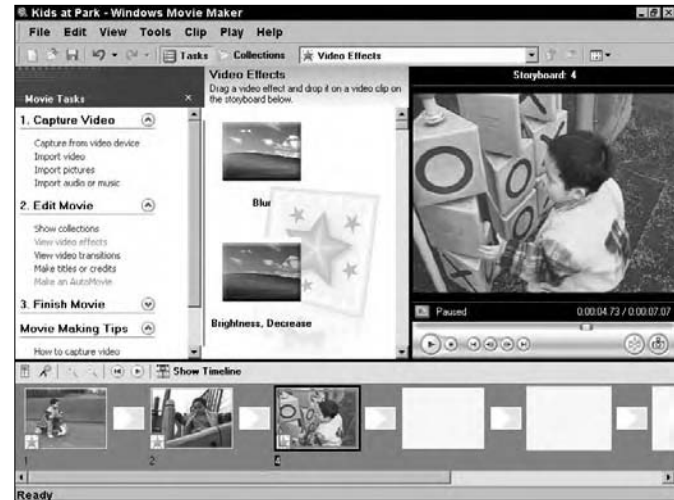 Kids at Park - Windows Movie Maker
File Edit View Tools Clip Play Help
Tasks Collections Video Effects
Movie Tasks
1. Capture Video
Capture from video device
Import video
Import pictures
Import audio or music
2. Edit Movie
Show collections
View video effects
View video transitions
Make titles or credits
Make an AutoMovie
3. Finish Movie
Movie Making Tips
How to capture video
Video Effects
Drag a video effect and drop it on a video clip on
the storyboard below.
Blur
Brightness, Decrease
Storyboard: 4
Paused 0:00:04.73 / 0:00:07.07
Show Timeline
1 2 4
Ready